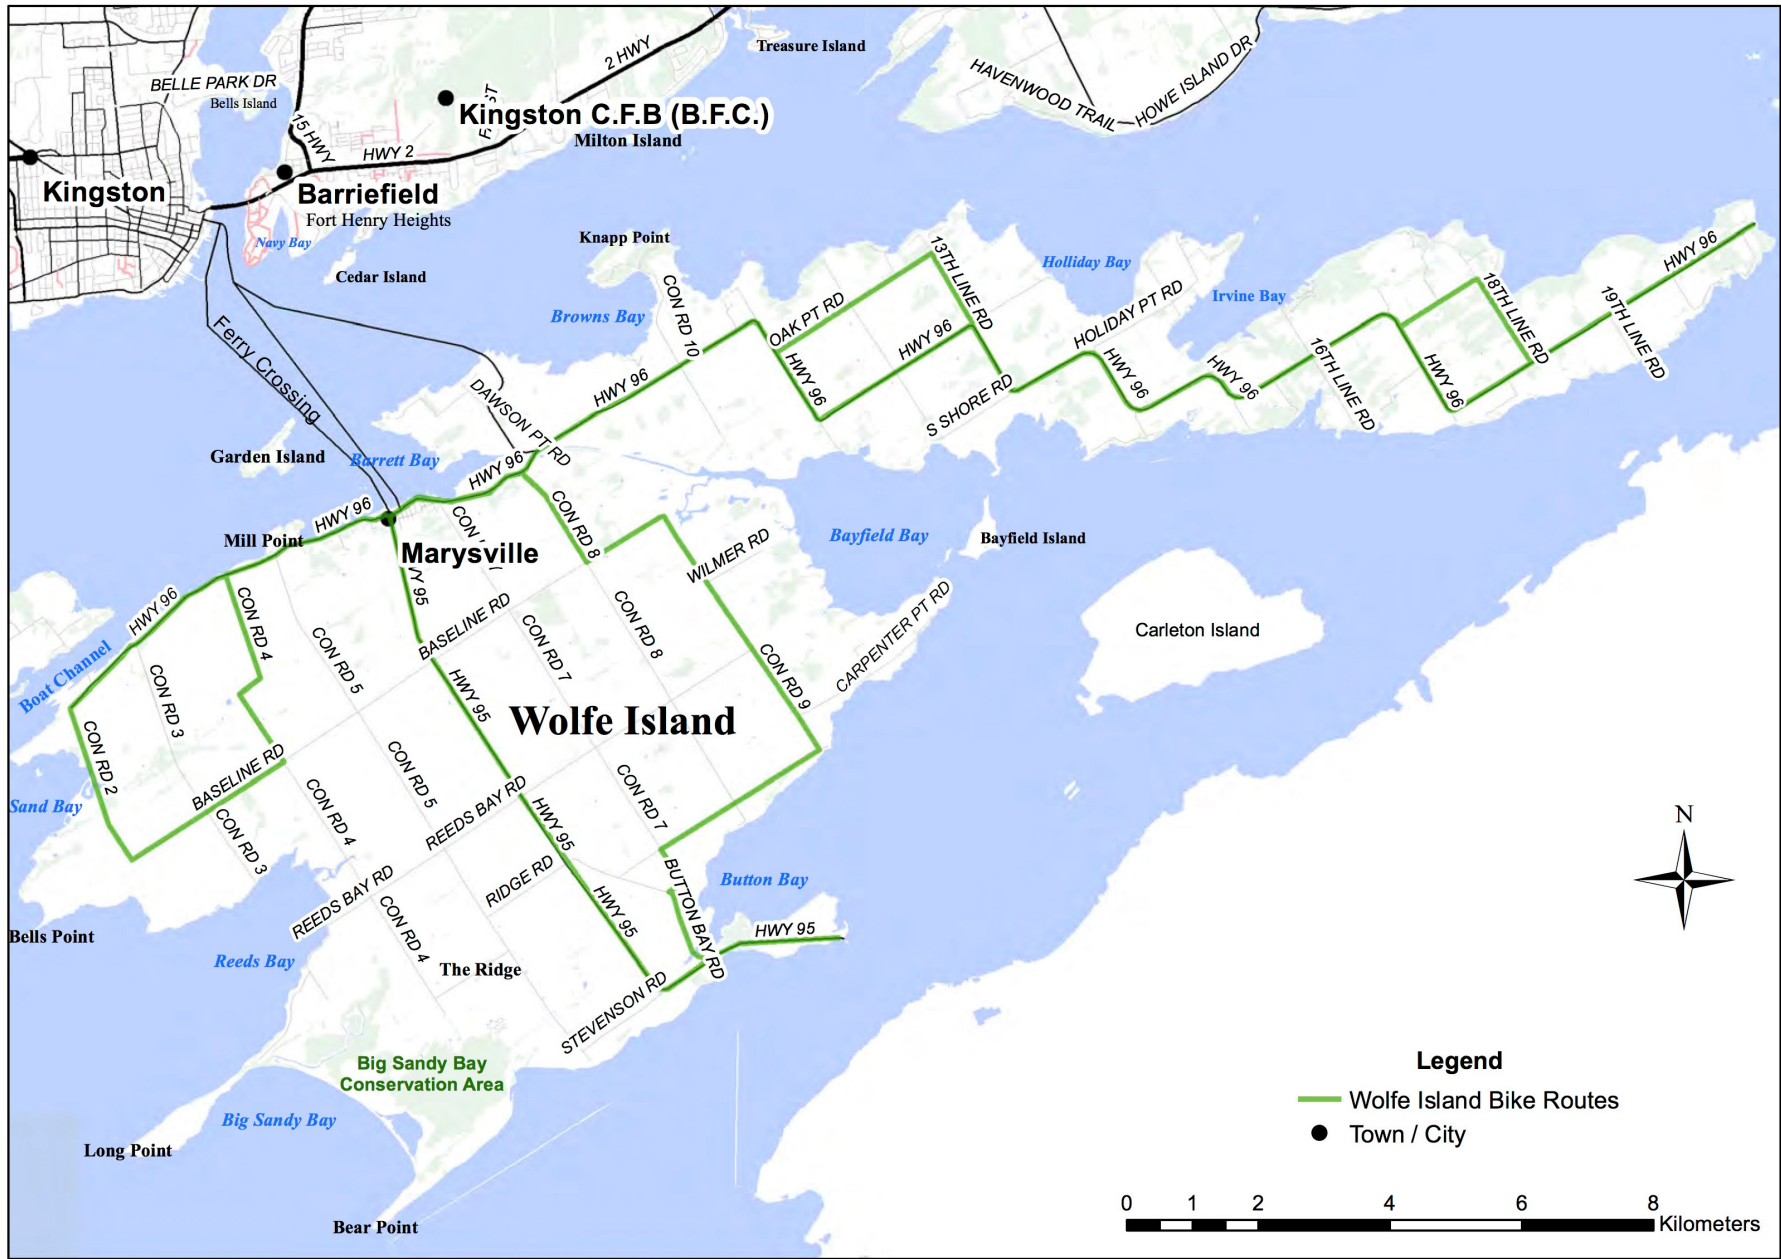 Treasure Island
2 HWY
HAVENWOOD TRAIL
HOWE ISLAND DR
BELLE PARK DR
Bells Island
15 HWY
Kingston C.F.B (B.F.C.)
Milton Island
HWY 2
Kingston
Barriefield
Fort Henry Heights
Navy Bay
Cedar Island
Knapp Point
13TH LINE RD
Holliday Bay
HWY 96
CON RD 10
Browns Bay
OAK PT RD
HOLIDAY PT RD
Irvine Bay
18TH LINE RD
19TH LINE RD
Ferry Crossing
HWY 96
16TH LINE RD
HWY 96
HWY 96
HWY 96
HWY 96
HWY 96
DAWSON PT RD
S SHORE RD
Garden Island
Barrett Bay
HWY 96
HWY 96
Mill Point
CON RD 8
Marysville
WILMER RD
Bayfield Bay
Bayfield Island
HWY 96
CON RD 4
BASELINE RD
CON RD 7
CON RD 8
CARPENTER PT RD
Carleton Island
Boat Channel
CON RD 3
CON RD 5
HWY 95
CON RD 9
Wolfe Island
CON RD 2
BASELINE RD
CON RD 5
REEDS BAY RD
CON RD 7
Sand Bay
CON RD 3
CON RD 4
HWY 95
N
RIDGE RD
BUTTON BAY RD
Button Bay
REEDS BAY RD
CON RD 4
HWY 95
HWY 95
Bells Point
Reeds Bay
The Ridge
STEVENSON RD
Big Sandy Bay
Conservation Area
Big Sandy Bay
Long Point
Bear Point
Legend
Wolfe Island Bike Routes
Town / City
0 1 2 4 6 8
Kilometers